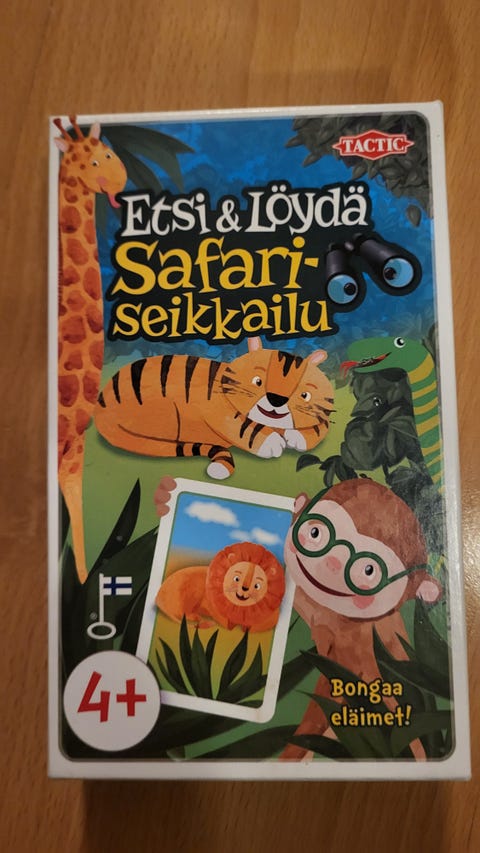 TACTIC
Etsi & Löydä
Safari-
seikkailu
4+
Bongaa
eläimet!